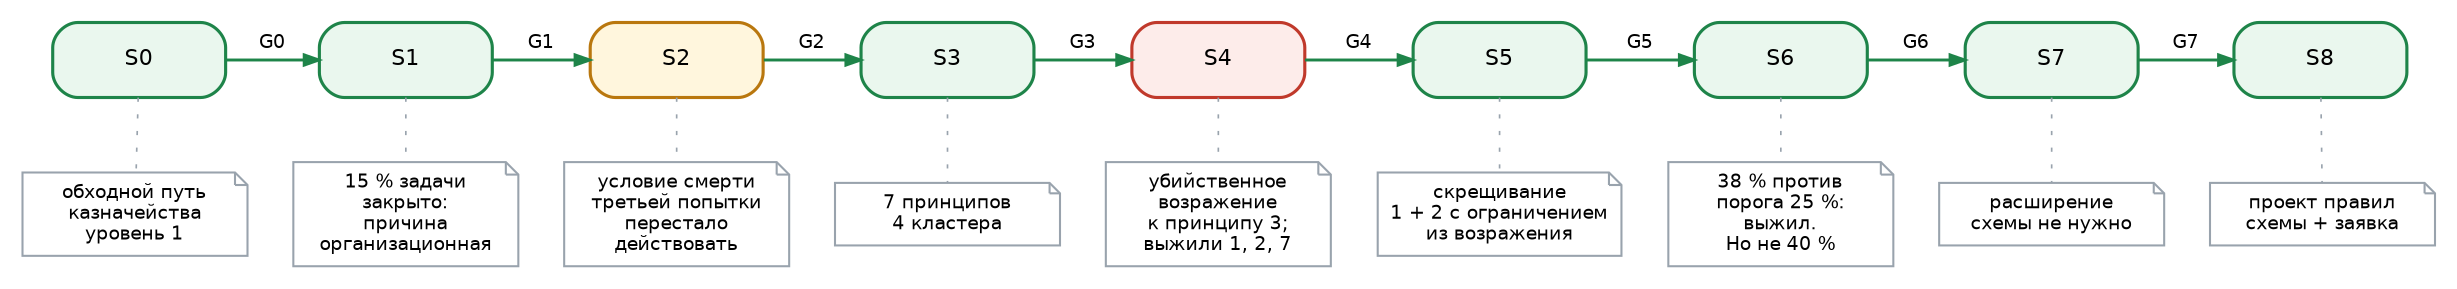 S0
G0
S1
G1
S2
G2
S3
G3
S4
G4
S5
G5
S6
G6
S7
G7
S8
обходной путь
казначейства
уровень 1
15 % задачи
закрыто:
причина
организационная
условие смерти
третьей попытки
перестало
действовать
7 принципов
4 кластера
убийственное
возражение
к принципу 3;
выжили 1, 2, 7
скрещивание
1 + 2 с ограничением
из возражения
38 % против
порога 25 %:
выжил.
Но не 40 %
расширение
схемы не нужно
проект правил
схемы + заявка